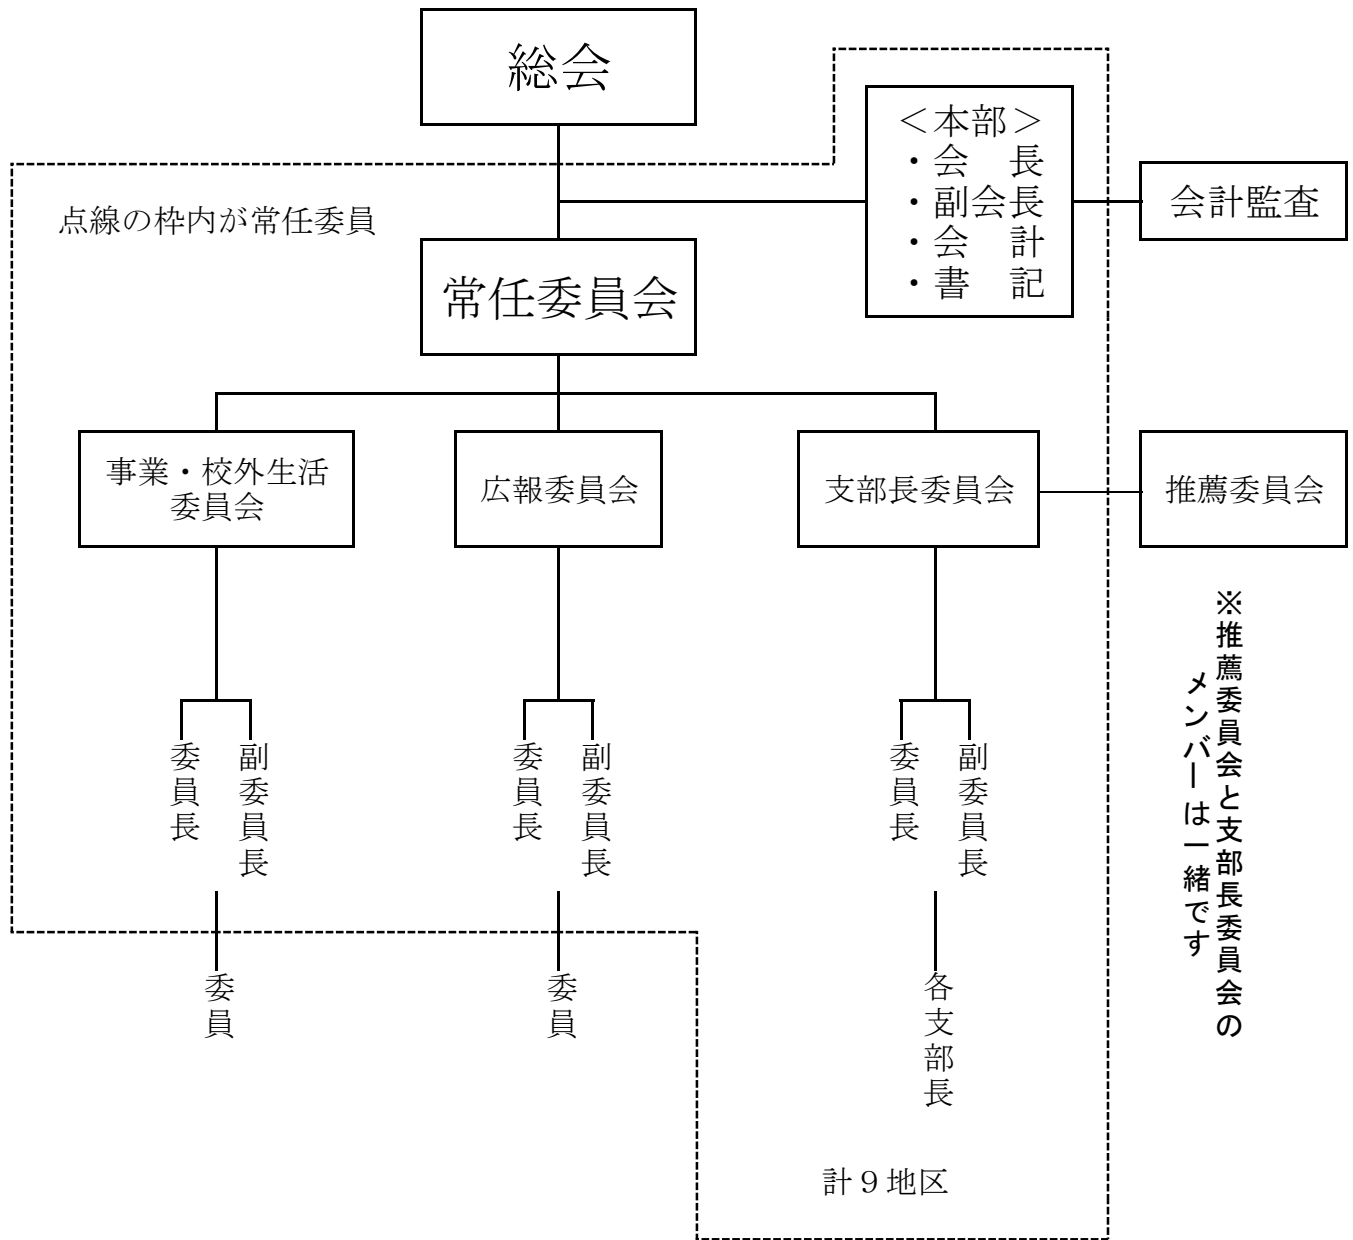 総会
＜本部＞
・会　長
・副会長
・会　計
・書　記
会計監査
点線の枠内が常任委員
常任委員会
事業・校外生活
委員会
広報委員会
支部長委員会
推薦委員会
※推薦委員会と支部長委員会の
メンバーは一緒です
委員長
副委員長
委員長
副委員長
委員長
副委員長
委員
委員
各支部長
計９地区